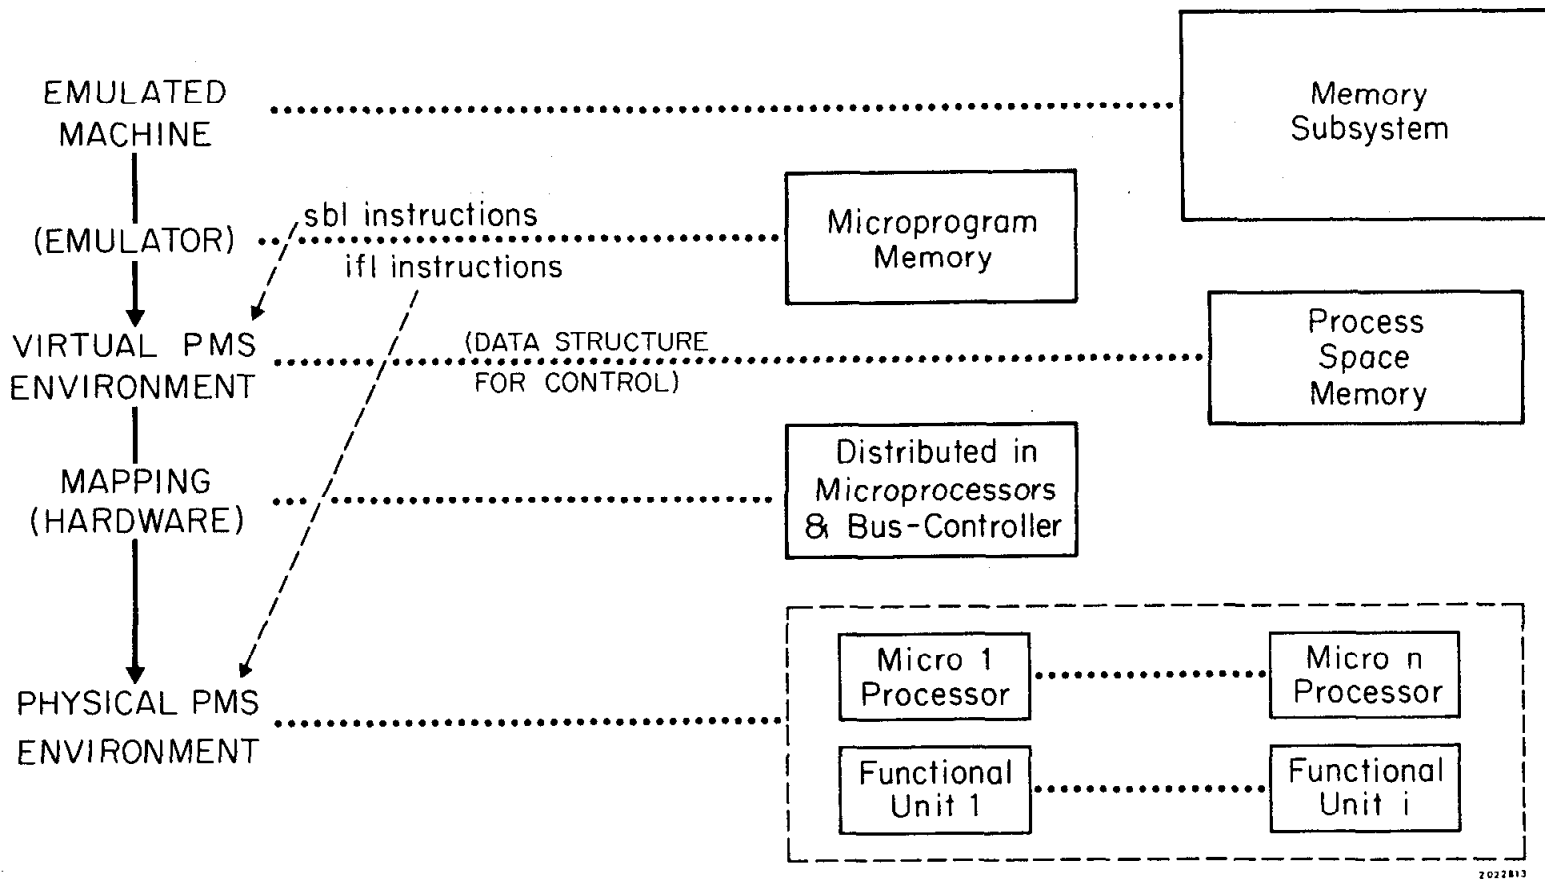 EMULATED
MACHINE
Memory
Subsystem
sbl instructions
(EMULATOR)
ifl instructions
Microprogram
Memory
VIRTUAL PMS
ENVIRONMENT
(DATA STRUCTURE
FOR CONTROL)
Process
Space
Memory
MAPPING
(HARDWARE)
Distributed in
Microprocessors
& Bus-Controller
PHYSICAL PMS
ENVIRONMENT
Micro 1
Processor
Micro n
Processor
Functional
Unit 1
Functional
Unit i
2022813